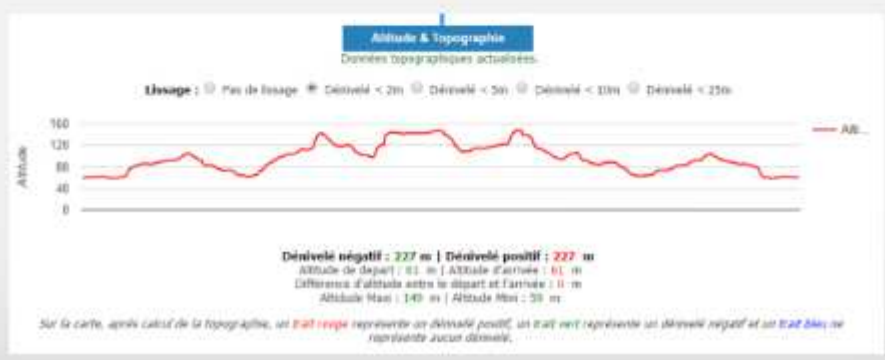 Altitude & Topographie
Données topographiques actualisées.
Lissage : Pas de lissage Dénivelé < 2m Dénivelé < 5m Dénivelé < 10m Dénivelé < 25m
160
120
80
40
0
Altitude
Alti...
Dénivelé négatif : 227 m | Dénivelé positif : 227 m
Altitude de départ : 61 m | Altitude d'arrivée : 61 m
Différence d'altitude entre le départ et l'arrivée : 0 m
Altitude Maxi : 149 m | Altitude Mini : 59 m
Sur la carte, après calcul de la topographie, un trait rouge représente un dénivelé positif, un trait vert représente un dénivelé négatif et un trait bleu ne
représente aucun dénivelé.